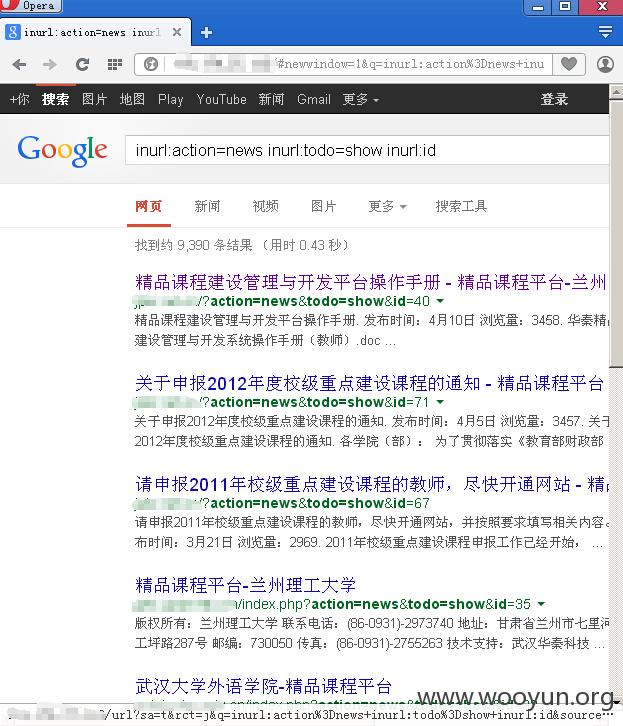 Opera
inurl:action=news inurl
#newwindow=1&q=inurl:action%3Dnews+inu
+你 搜索 图片 地图 Play YouTube 新闻 Gmail 更多 登录
Google
inurl:action=news inurl:todo=show inurl:id
网页 新闻 视频 图片 更多 搜索工具
找到约 9,390 条结果 (用时 0.43 秒)
精品课程建设管理与开发平台操作手册 - 精品课程平台-兰州
/?action=news&todo=show&id=40
精品课程建设管理与开发平台操作手册. 发布时间: 4月10日 浏览量: 3458. 华秦精
建设管理与开发系统操作手册(教师).doc ...
关于申报2012年度校级重点建设课程的通知 - 精品课程平台
/?action=news&todo=show&id=71
关于申报2012年度校级重点建设课程的通知. 发布时间: 4月5日 浏览量: 3457. 关于
2012年度校级重点建设课程的通知. 各学院(部): 为了贯彻落实《教育部财政部
请申报2011年校级重点建设课程的教师,尽快开通网站 - 精
/?action=news&todo=show&id=67
请申报2011年校级重点建设课程的教师,尽快开通网站,并按照要求填写相关内容。
布时间: 3月21日 浏览量: 2969. 2011年校级重点建设课程申报工作已经开始, ...
精品课程平台-兰州理工大学
/index.php?action=news&todo=show&id=35
版权所有: 兰州理工大学 联系电话: (86-0931)-2973740 地址: 甘肃省兰州市七里河
工坪路287号 邮编: 730050 传真: (86-0931)-2755263 技术支持: 武汉华秦科技 ...
武汉大学外语学院-精品课程平台
www.wooyun.org
/url?sa=t&rct=j&q=inurl:action%3Dnews+inurl:todo%3Dshow+inurl:id&source…